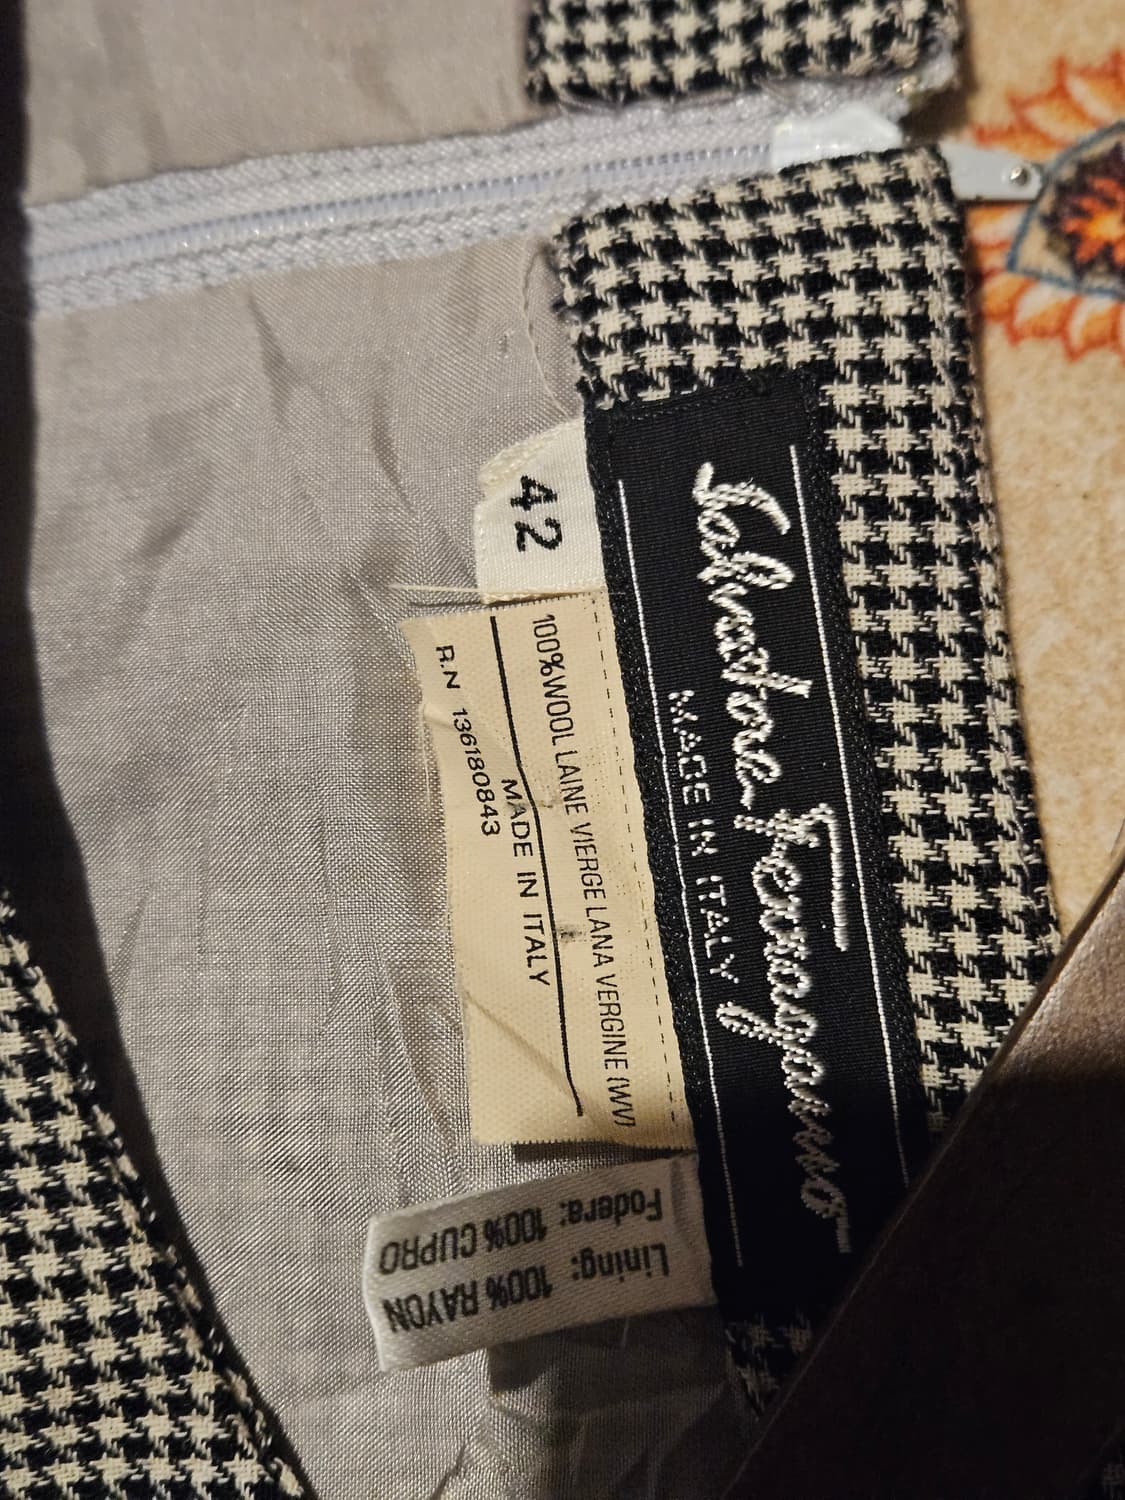 Salvatore Ferragamo
MADE IN ITALY
42
100%WOOL LAINE VIERGE LANA VERGINE (WV)
MADE IN ITALY
R.N 136180843
Fodera: 100% CUPRO
Lining: 100% RAYON